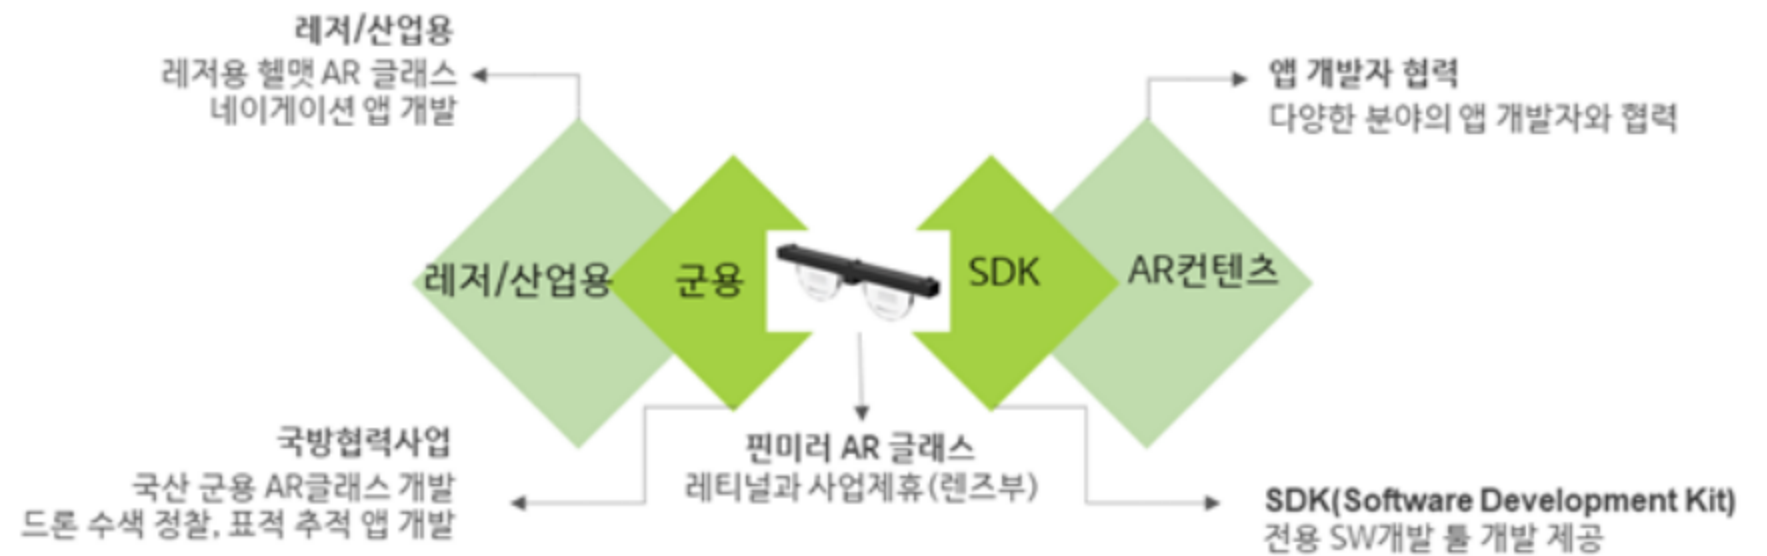 레저/산업용
레저용 헬맷 AR 글래스
네이게이션 앱 개발
앱 개발자 협력
다양한 분야의 앱 개발자와 협력
레저/산업용
군용
SDK
AR컨텐츠
국방협력사업
국산 군용 AR글래스 개발
드론 수색 정찰, 표적 추적 앱 개발
핀미러 AR 글래스
레티널과 사업제휴(렌즈부)
SDK(Software Development Kit)
전용 SW개발 툴 개발 제공